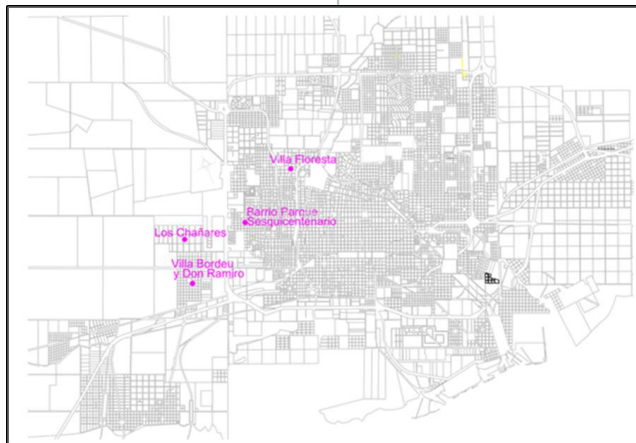 Villa Floresta
Barrio Parque
Sesquicentenario
Los Chañares
Villa Bordeu
y Don Ramiro